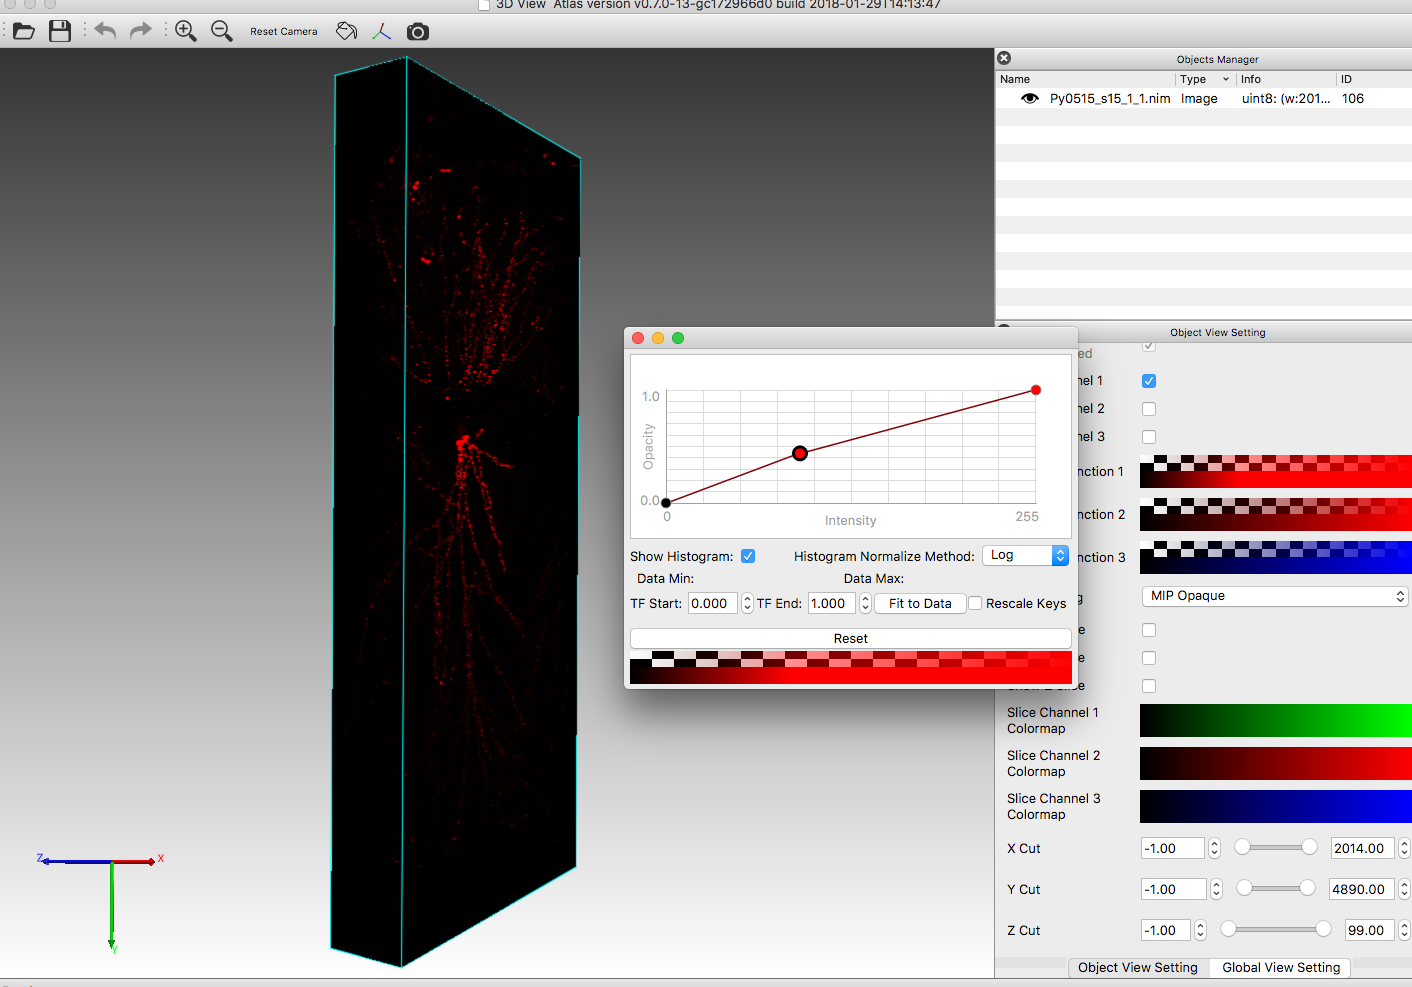 3D View Atlas version v0.7.0-13-gc172966d0 build 2018-01-29T14:13:47
Reset Camera
Objects Manager
Name Type Info ID
Py0515_s15_1_1.nim Image uint8: (w:201... 106
Object View Setting
ed
nel 1
nel 2
nel 3
nction 1
nction 2
nction 3
g
MIP Opaque
e
e
e
Slice Channel 1
Colormap
Slice Channel 2
Colormap
Slice Channel 3
Colormap
X Cut -1.00 2014.00
Y Cut -1.00 4890.00
Z Cut -1.00 99.00
Object View Setting Global View Setting
1.0
Opacity
0.0
0 Intensity 255
Show Histogram: Histogram Normalize Method: Log
Data Min: Data Max:
TF Start: 0.000 TF End: 1.000 Fit to Data Rescale Keys
Reset
Z X
Y